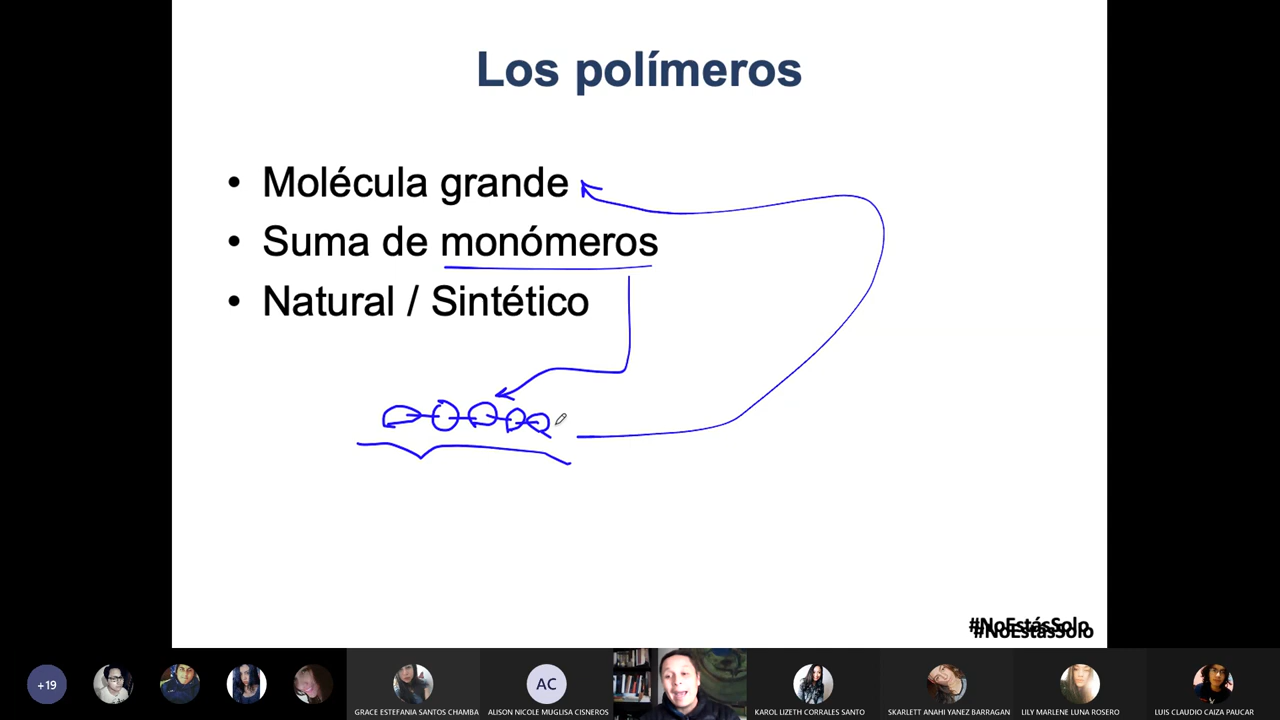 Los polímeros
• Molécula grande
• Suma de monómeros
• Natural / Sintético
#NoEstásSolo
#NoEstásSolo
+19
GRACE ESTEFANIA SANTOS CHAMBA
AC
ALISON NICOLE MUGLISA CISNEROS
KAROL LIZETH CORRALES SANTO
SKARLETT ANAHI YANEZ BARRAGAN
LILY MARLENE LUNA ROSERO
LUIS CLAUDIO CAIZA PAUCAR